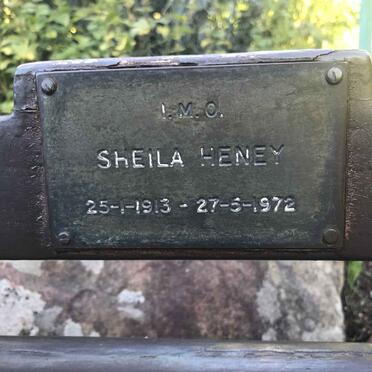 I.M.O.
ShEILA HENEY
25-1-1913 - 27-5-1972